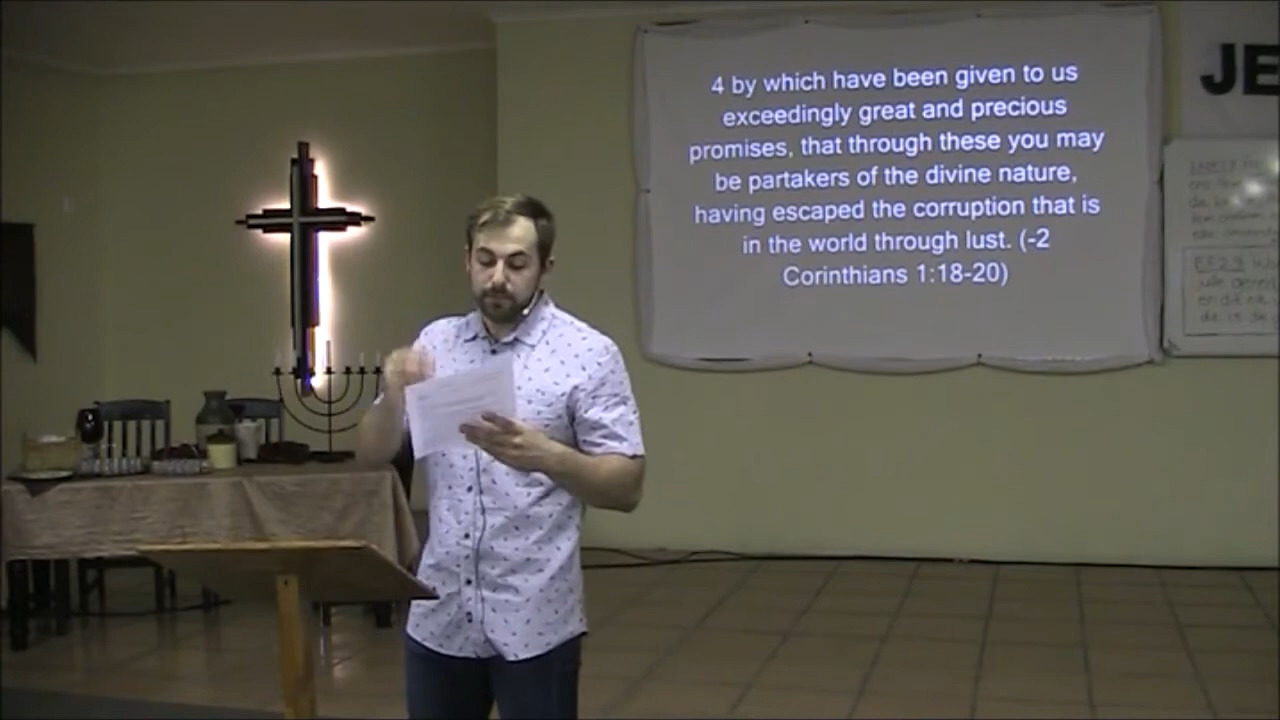 4 by which have been given to us
exceedingly great and precious
promises, that through these you may
be partakers of the divine nature,
having escaped the corruption that is
in the world through lust. (-2
Corinthians 1:18-20)
JE